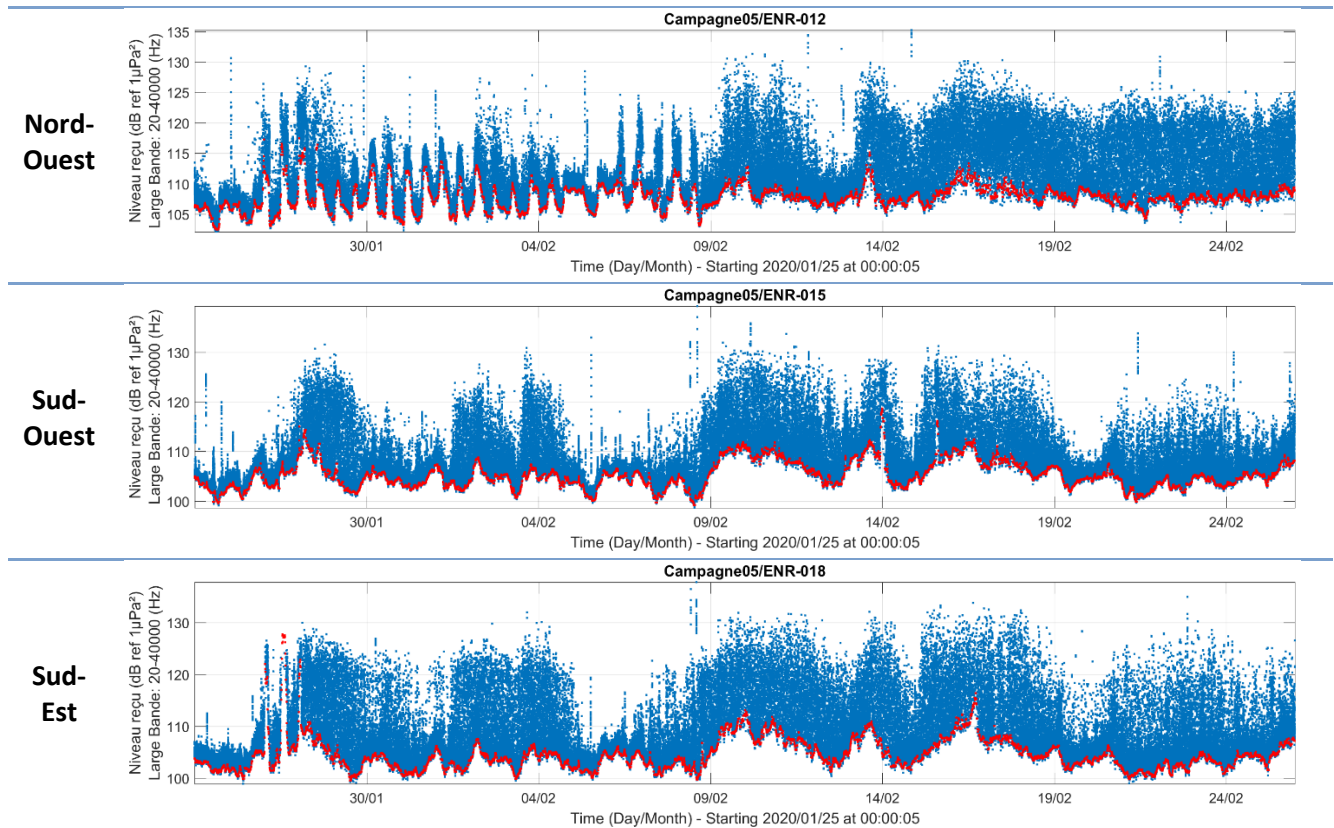 Campagne05/ENR-012
Nord-
Ouest
Niveau reçu (dB ref 1µPa²)
Large Bande: 20-40000 (Hz)
135
130
125
120
115
110
105
30/01
04/02
09/02
14/02
19/02
24/02
Time (Day/Month) - Starting 2020/01/25 at 00:00:05
Campagne05/ENR-015
Sud-
Ouest
Niveau reçu (dB ref 1µPa²)
Large Bande: 20-40000 (Hz)
130
120
110
100
30/01
04/02
09/02
14/02
19/02
24/02
Time (Day/Month) - Starting 2020/01/25 at 00:00:05
Campagne05/ENR-018
Sud-
Est
Niveau reçu (dB ref 1µPa²)
Large Bande: 20-40000 (Hz)
130
120
110
100
30/01
04/02
09/02
14/02
19/02
24/02
Time (Day/Month) - Starting 2020/01/25 at 00:00:05